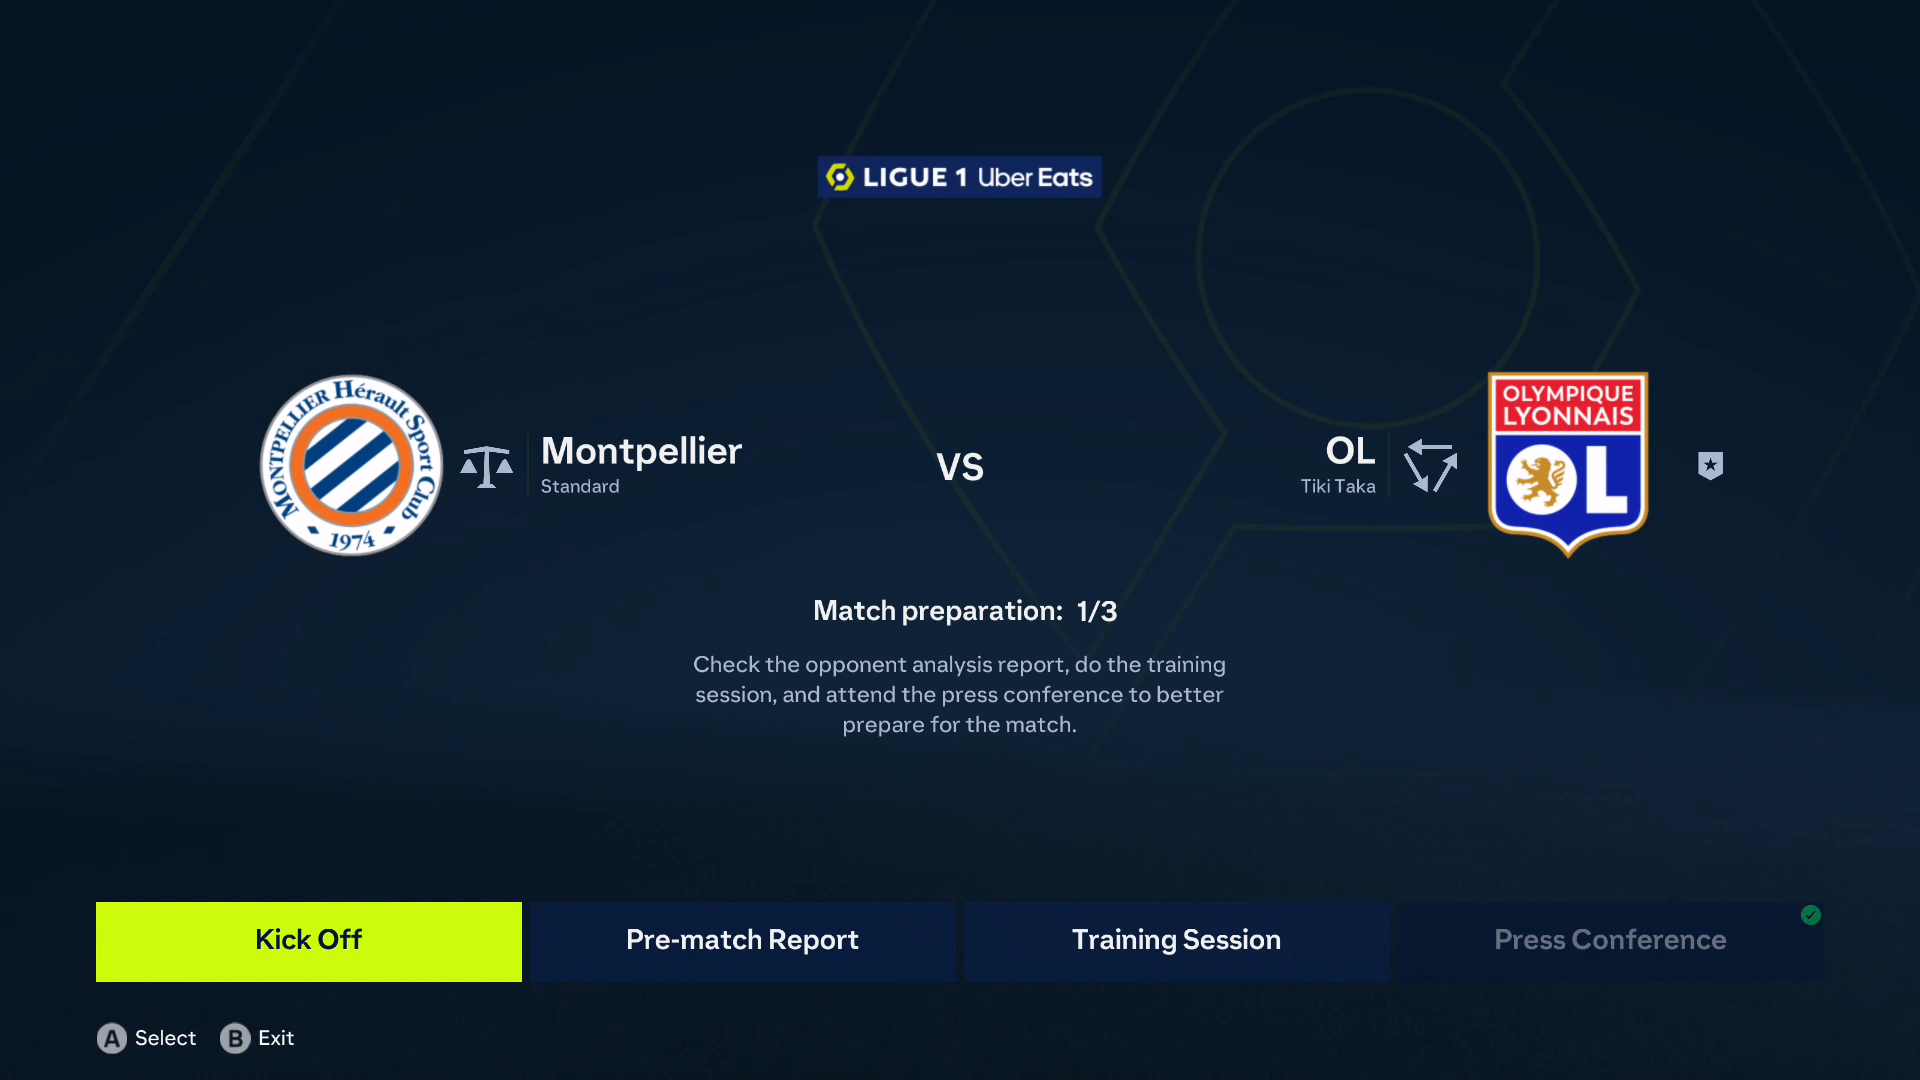 LIGUE 1 Uber Eats
MONTPELLIER Hérault Sport Club
1974
Montpellier
Standard
VS
OL
Tiki Taka
OLYMPIQUE
LYONNAIS
OL
Match preparation: 1/3
Check the opponent analysis report, do the training
session, and attend the press conference to better
prepare for the match.
Kick Off
Pre-match Report
Training Session
Press Conference
A Select
B Exit